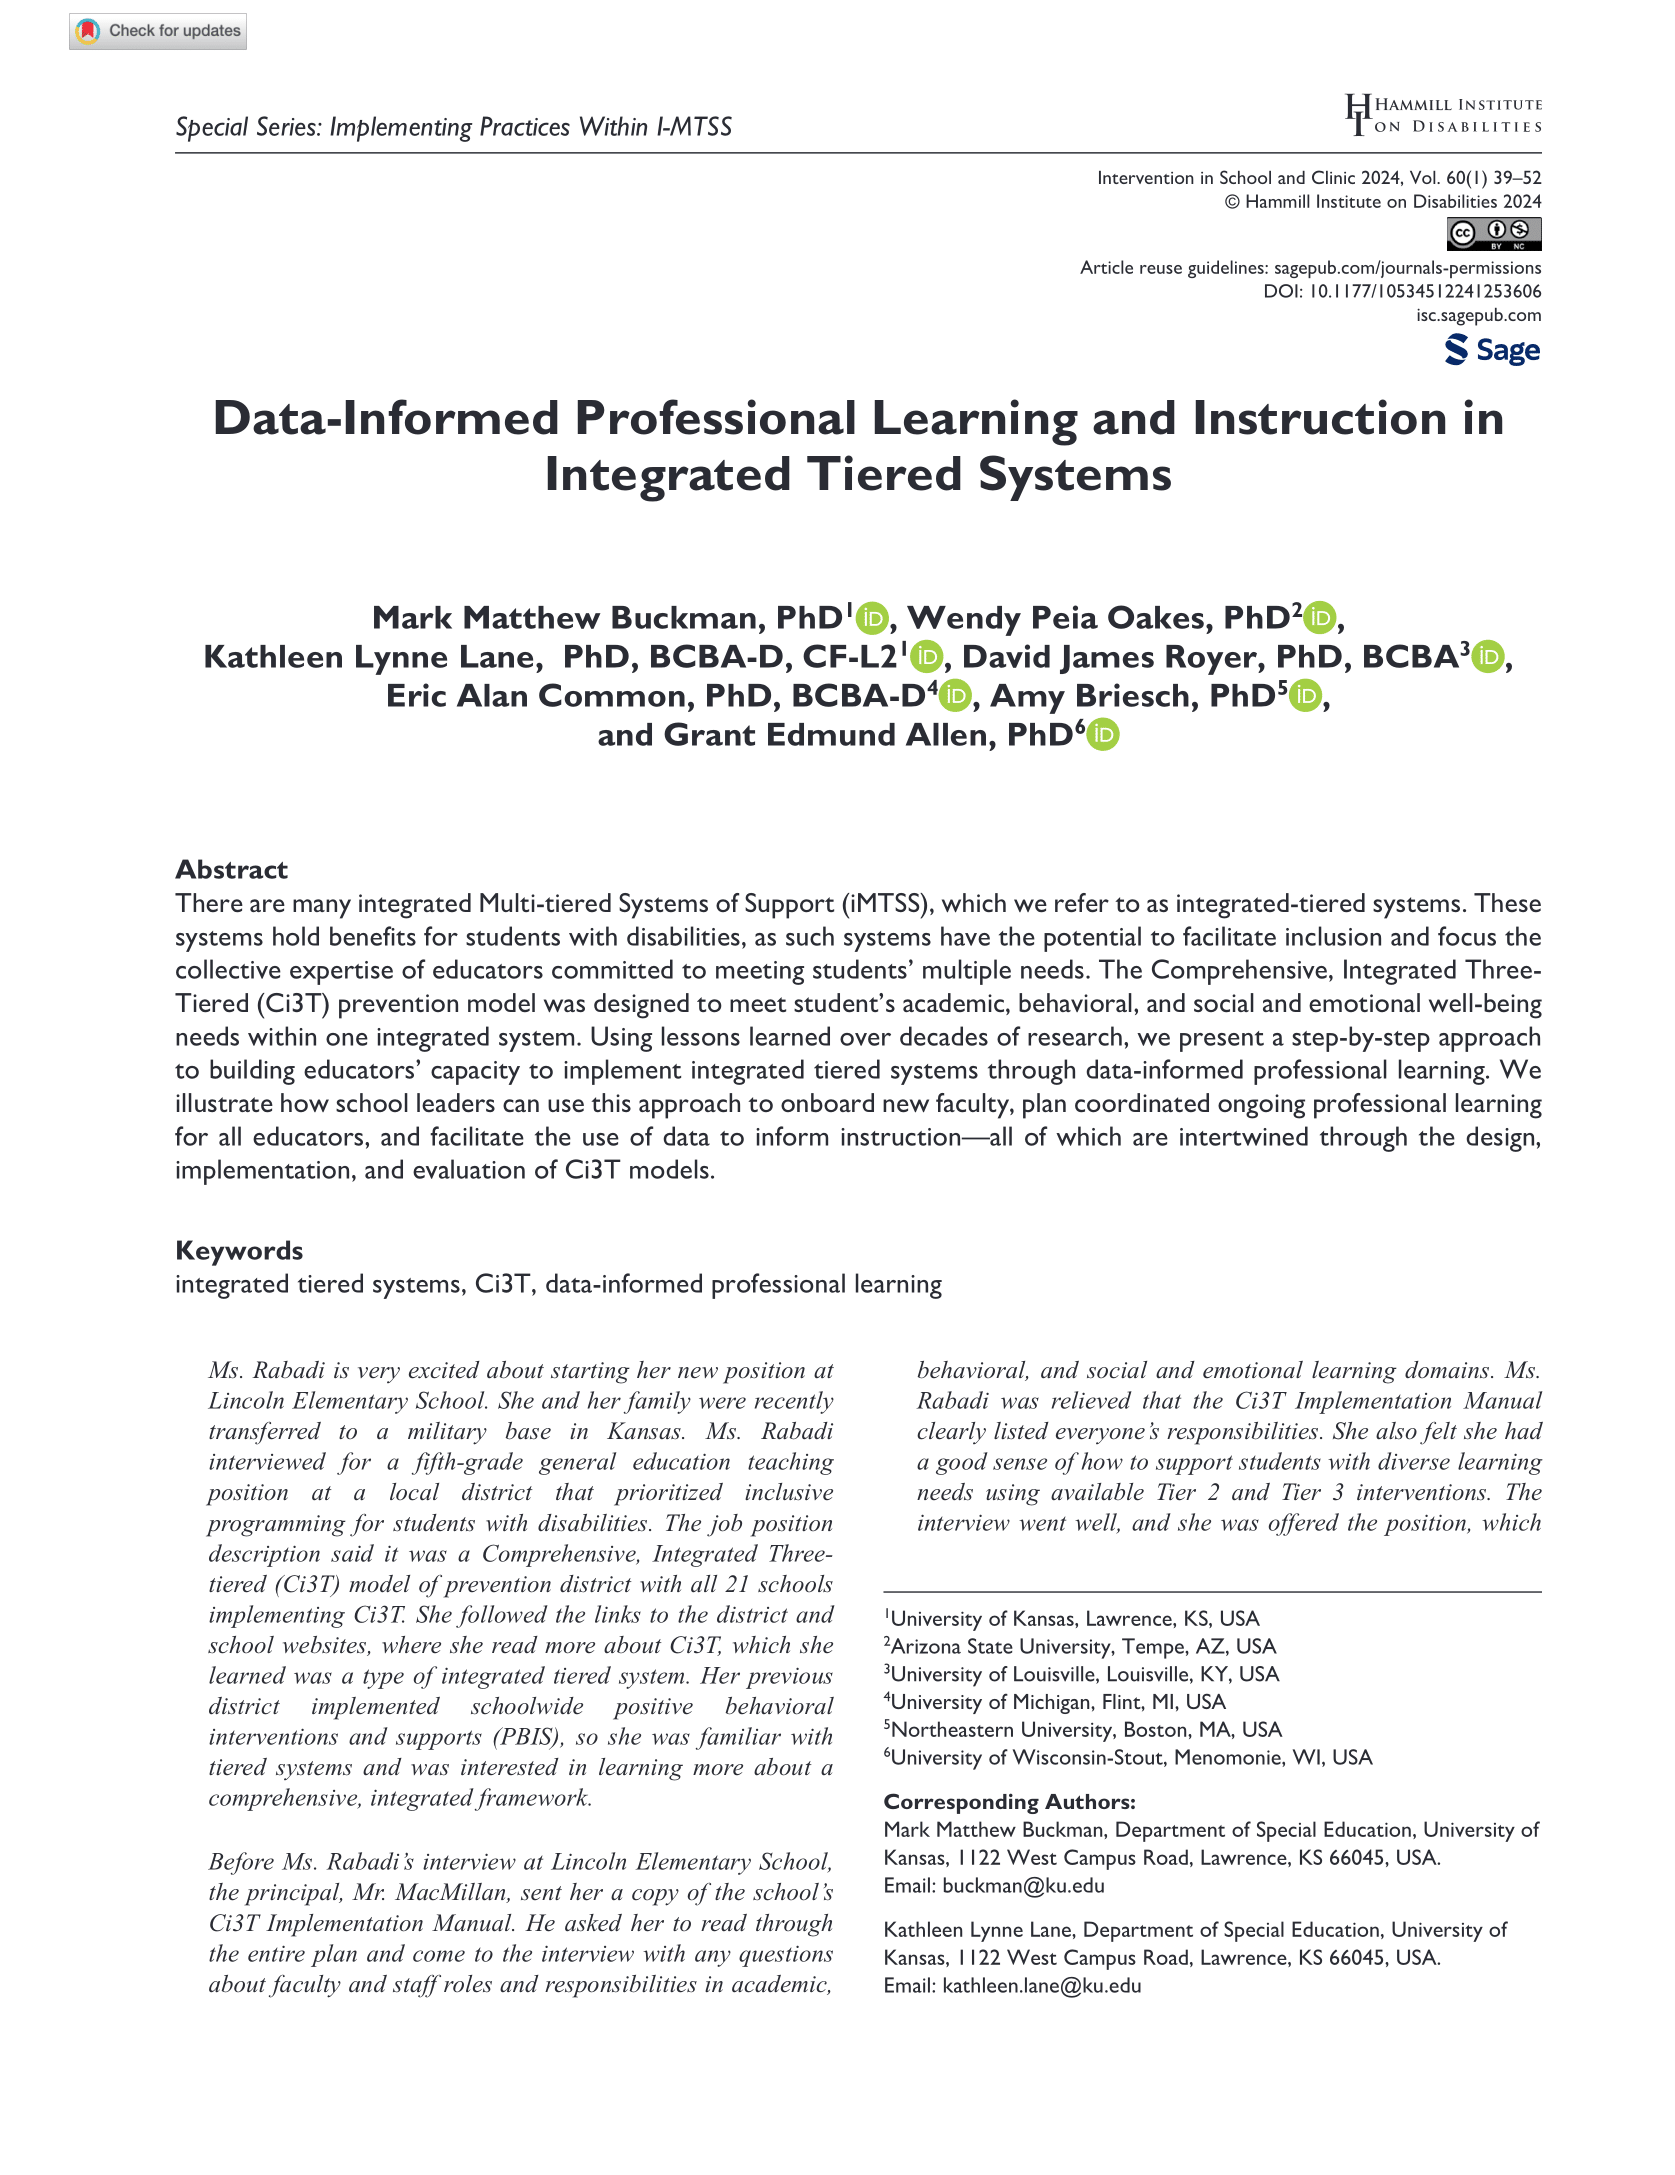 Check for updates
Special Series: Implementing Practices Within I-MTSS
HAMMILL INSTITUTE
ON DISABILITIES
Intervention in School and Clinic 2024, Vol. 60(1) 39–52
© Hammill Institute on Disabilities 2024
cc BY NC
Article reuse guidelines: sagepub.com/journals-permissions
DOI: 10.1177/10534512241253606
isc.sagepub.com
Sage
Data-Informed Professional Learning and Instruction in
Integrated Tiered Systems
Mark Matthew Buckman, PhD¹ iD, Wendy Peia Oakes, PhD² iD,
Kathleen Lynne Lane, PhD, BCBA-D, CF-L2¹ iD, David James Royer, PhD, BCBA³ iD,
Eric Alan Common, PhD, BCBA-D⁴ iD, Amy Briesch, PhD⁵ iD,
and Grant Edmund Allen, PhD⁶ iD
Abstract
There are many integrated Multi-tiered Systems of Support (iMTSS), which we refer to as integrated-tiered systems. These
systems hold benefits for students with disabilities, as such systems have the potential to facilitate inclusion and focus the
collective expertise of educators committed to meeting students’ multiple needs. The Comprehensive, Integrated Three-
Tiered (Ci3T) prevention model was designed to meet student’s academic, behavioral, and social and emotional well-being
needs within one integrated system. Using lessons learned over decades of research, we present a step-by-step approach
to building educators’ capacity to implement integrated tiered systems through data-informed professional learning. We
illustrate how school leaders can use this approach to onboard new faculty, plan coordinated ongoing professional learning
for all educators, and facilitate the use of data to inform instruction—all of which are intertwined through the design,
implementation, and evaluation of Ci3T models.
Keywords
integrated tiered systems, Ci3T, data-informed professional learning
Ms. Rabadi is very excited about starting her new position at
Lincoln Elementary School. She and her family were recently
transferred to a military base in Kansas. Ms. Rabadi
interviewed for a fifth-grade general education teaching
position at a local district that prioritized inclusive
programming for students with disabilities. The job position
description said it was a Comprehensive, Integrated Three-
tiered (Ci3T) model of prevention district with all 21 schools
implementing Ci3T. She followed the links to the district and
school websites, where she read more about Ci3T, which she
learned was a type of integrated tiered system. Her previous
district implemented schoolwide positive behavioral
interventions and supports (PBIS), so she was familiar with
tiered systems and was interested in learning more about a
comprehensive, integrated framework.
Before Ms. Rabadi’s interview at Lincoln Elementary School,
the principal, Mr. MacMillan, sent her a copy of the school’s
Ci3T Implementation Manual. He asked her to read through
the entire plan and come to the interview with any questions
about faculty and staff roles and responsibilities in academic,
behavioral, and social and emotional learning domains. Ms.
Rabadi was relieved that the Ci3T Implementation Manual
clearly listed everyone’s responsibilities. She also felt she had
a good sense of how to support students with diverse learning
needs using available Tier 2 and Tier 3 interventions. The
interview went well, and she was offered the position, which
¹University of Kansas, Lawrence, KS, USA
²Arizona State University, Tempe, AZ, USA
³University of Louisville, Louisville, KY, USA
⁴University of Michigan, Flint, MI, USA
⁵Northeastern University, Boston, MA, USA
⁶University of Wisconsin-Stout, Menomonie, WI, USA
Corresponding Authors:
Mark Matthew Buckman, Department of Special Education, University of
Kansas, 1122 West Campus Road, Lawrence, KS 66045, USA.
Email: buckman@ku.edu
Kathleen Lynne Lane, Department of Special Education, University of
Kansas, 1122 West Campus Road, Lawrence, KS 66045, USA.
Email: kathleen.lane@ku.edu